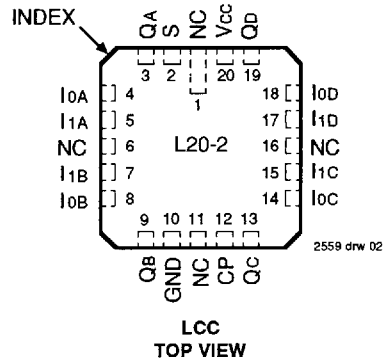 INDEX
QA S NC VCC QD
3 2 20 19
1
I0A 4 18 I0D
I1A 5 17 I1D
NC 6 L20-2 16 NC
I1B 7 15 I1C
I0B 8 14 I0C
9 10 11 12 13
QB GND NC CP QC
2559 drw 02
LCC
TOP VIEW